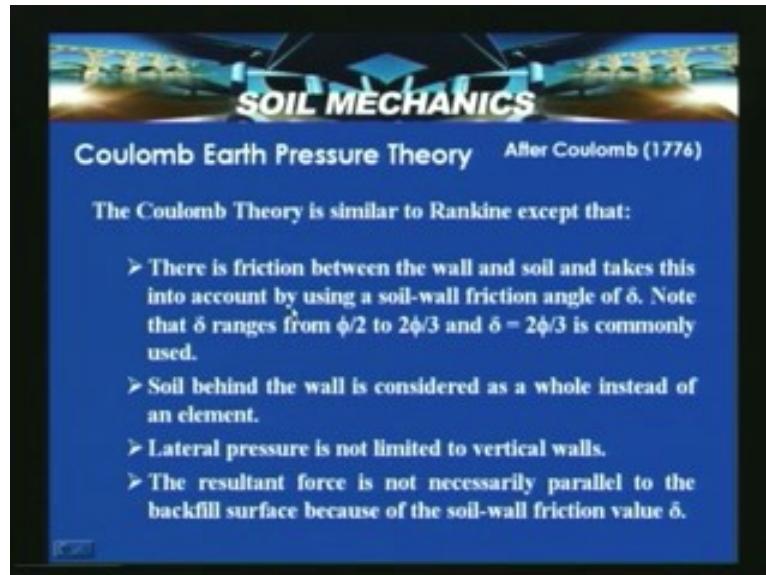 SOIL MECHANICS
Coulomb Earth Pressure Theory After Coulomb (1776)
The Coulomb Theory is similar to Rankine except that:
➢ There is friction between the wall and soil and takes this
into account by using a soil-wall friction angle of δ. Note
that δ ranges from ϕ/2 to 2ϕ/3 and δ = 2ϕ/3 is commonly
used.
➢ Soil behind the wall is considered as a whole instead of
an element.
➢ Lateral pressure is not limited to vertical walls.
➢ The resultant force is not necessarily parallel to the
backfill surface because of the soil-wall friction value δ.